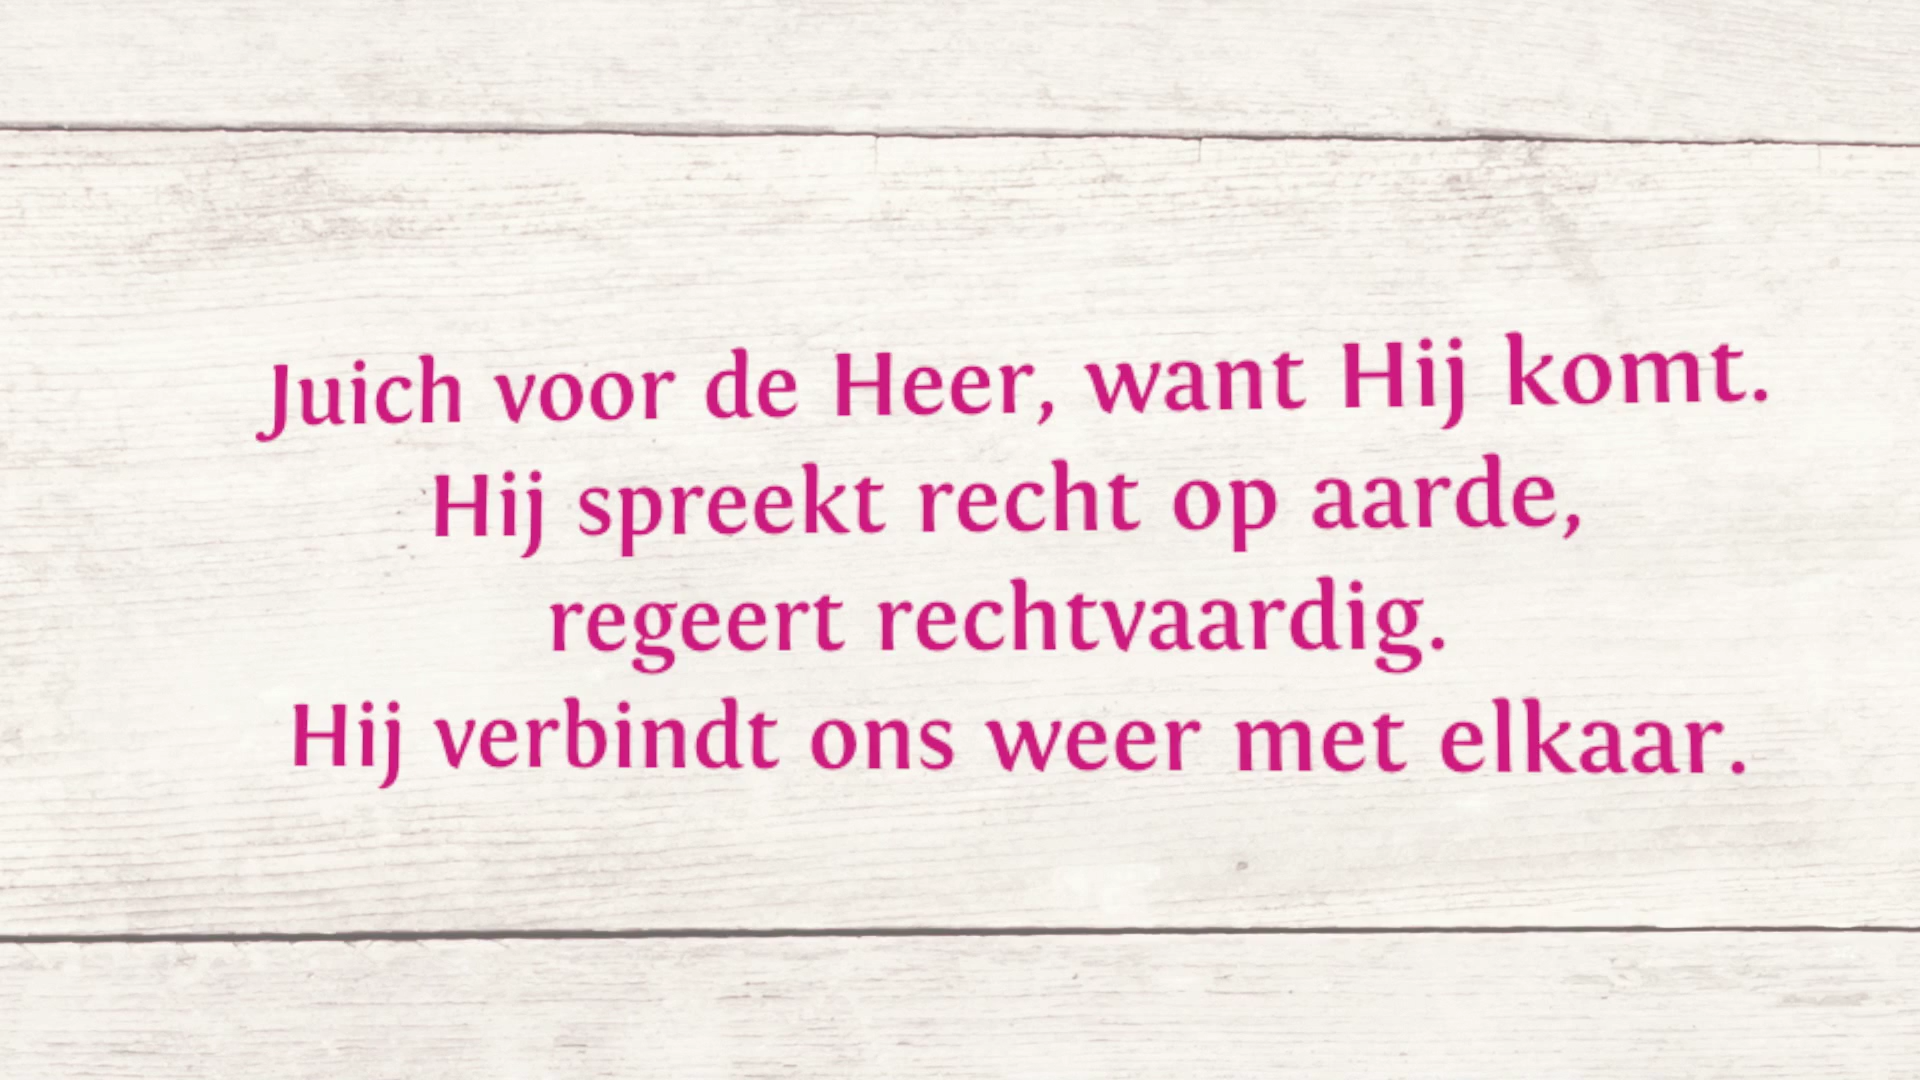 Juich voor de Heer, want Hij komt.
Hij spreekt recht op aarde,
regeert rechtvaardig.
Hij verbindt ons weer met elkaar.